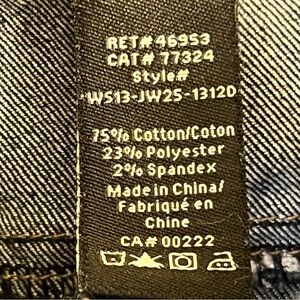 RET# 46953
CAT# 77324
Style#
*WS13-JW25-1312D
75% Cotton/Coton
23% Polyester
2% Spandex
Made in China/
Fabriqué en
Chine
CA# 00222